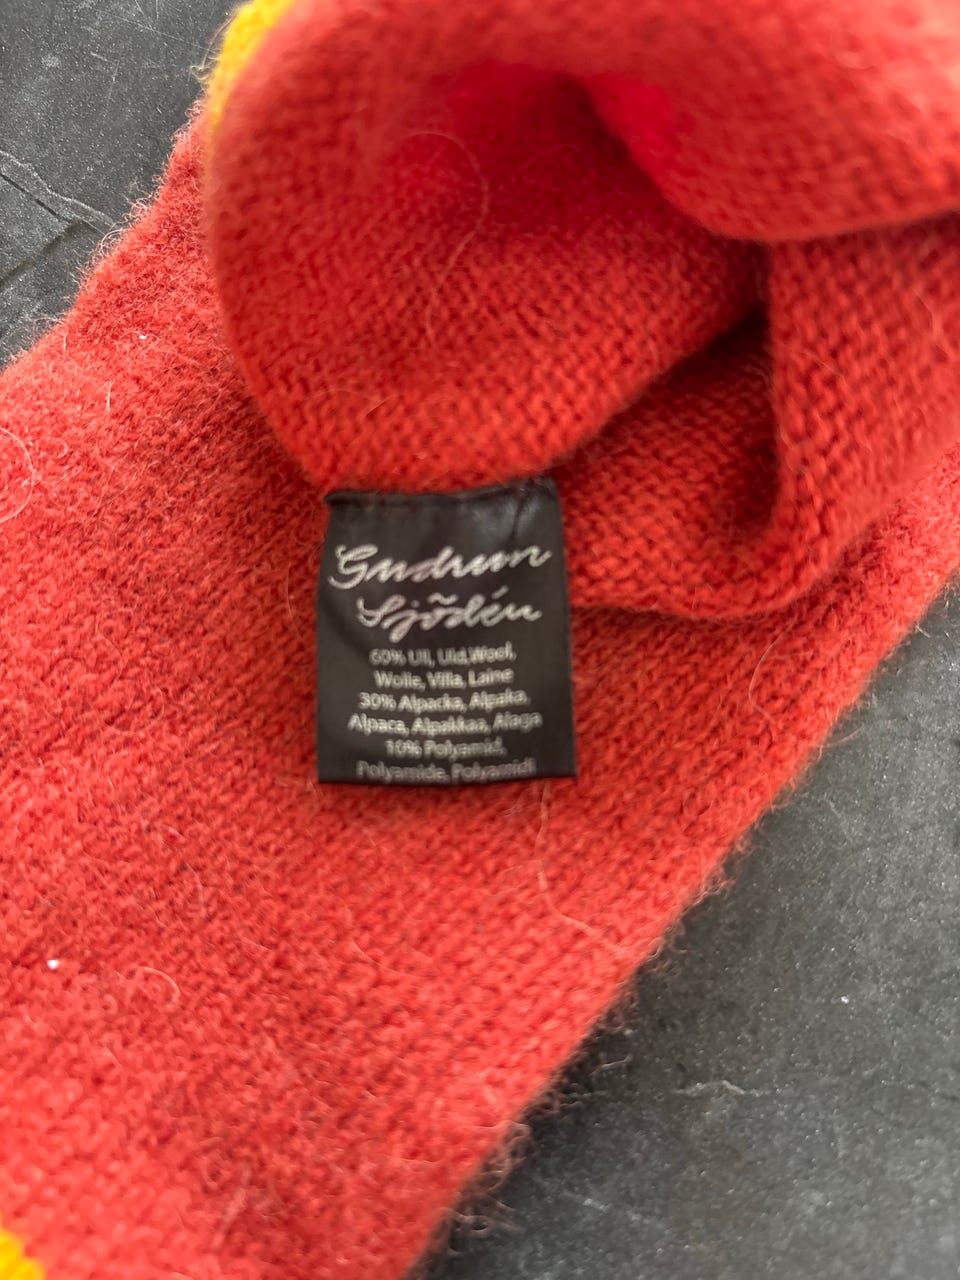 Gudrun
Sjödén
60% Ull, Uld,Wool,
Wolle, Villa, Laine
30% Alpacka, Alpaka,
Alpaca, Alpakkaa, Alaga
10% Polyamid,
Polyamide, Polyamidi